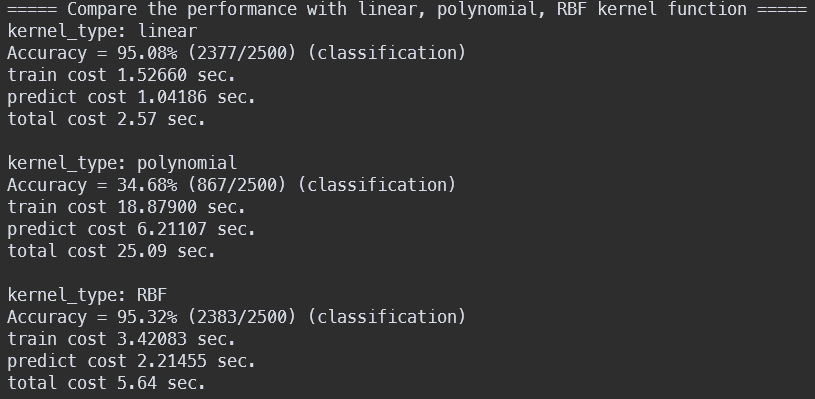 ===== Compare the performance with linear, polynomial, RBF kernel function =====
kernel_type: linear
Accuracy = 95.08% (2377/2500) (classification)
train cost 1.52660 sec.
predict cost 1.04186 sec.
total cost 2.57 sec.

kernel_type: polynomial
Accuracy = 34.68% (867/2500) (classification)
train cost 18.87900 sec.
predict cost 6.21107 sec.
total cost 25.09 sec.

kernel_type: RBF
Accuracy = 95.32% (2383/2500) (classification)
train cost 3.42083 sec.
predict cost 2.21455 sec.
total cost 5.64 sec.